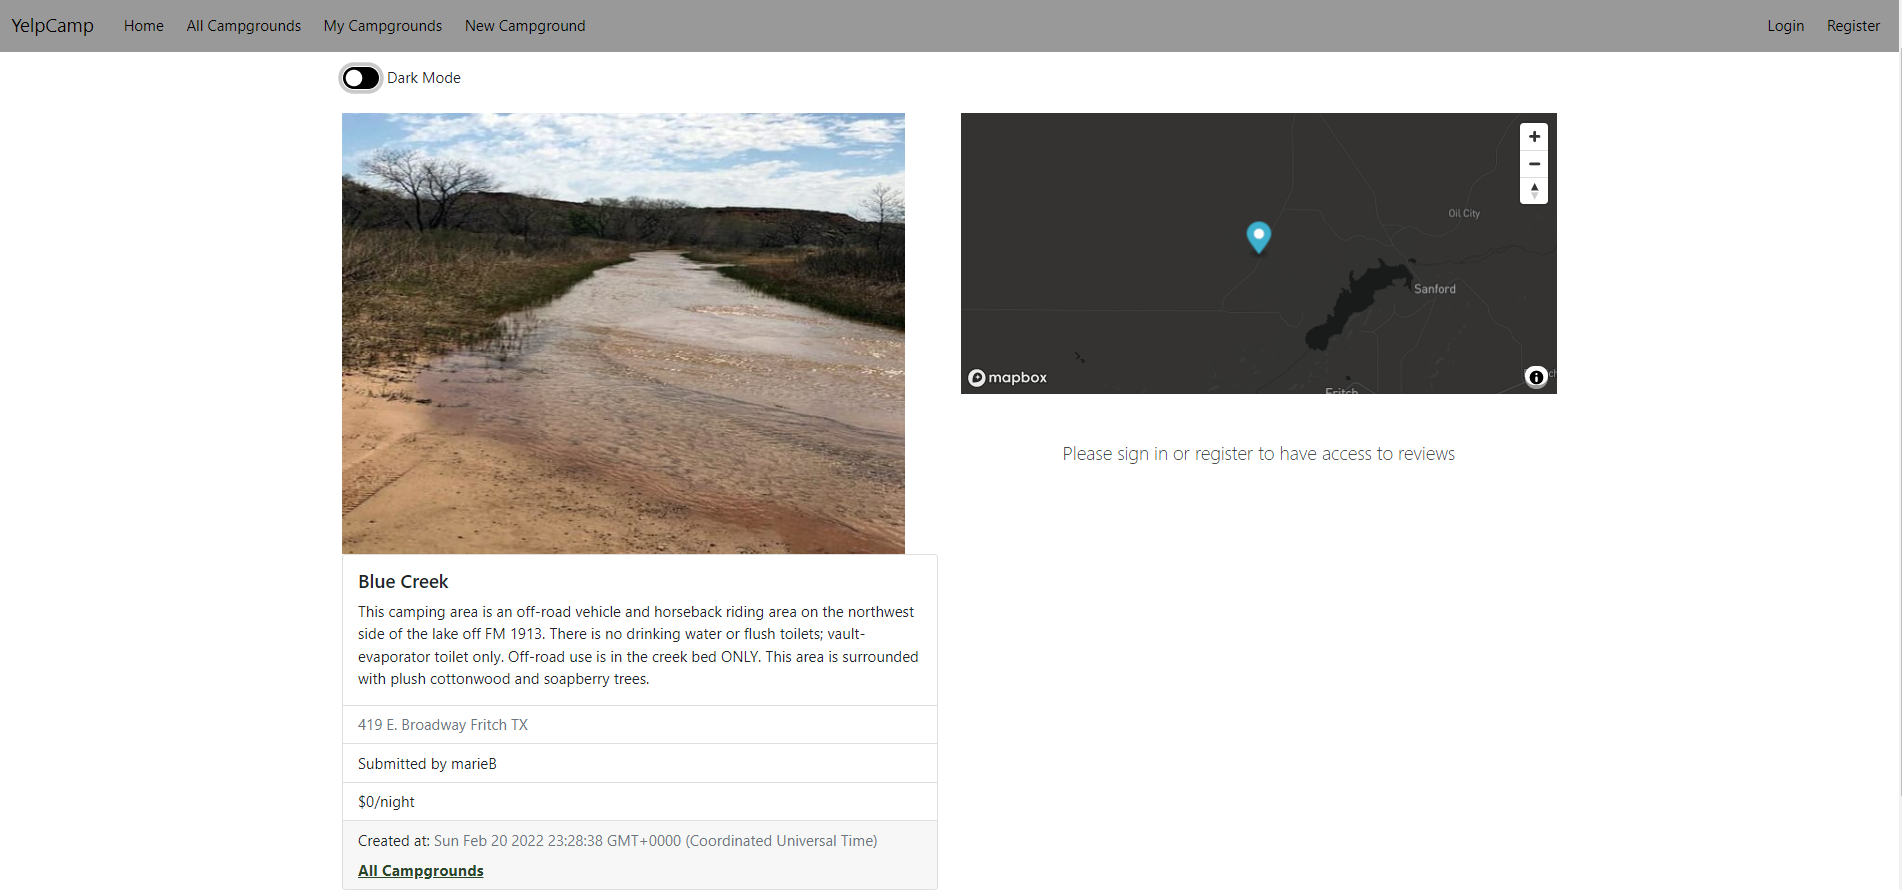 YelpCamp Home All Campgrounds My Campgrounds New Campground Login Register
Dark Mode
Oil City
Sanford
mapbox
Fritch
Please sign in or register to have access to reviews
Blue Creek
This camping area is an off-road vehicle and horseback riding area on the northwest
side of the lake off FM 1913. There is no drinking water or flush toilets; vault-
evaporator toilet only. Off-road use is in the creek bed ONLY. This area is surrounded
with plush cottonwood and soapberry trees.
419 E. Broadway Fritch TX
Submitted by marieB
$0/night
Created at: Sun Feb 20 2022 23:28:38 GMT+0000 (Coordinated Universal Time)
All Campgrounds